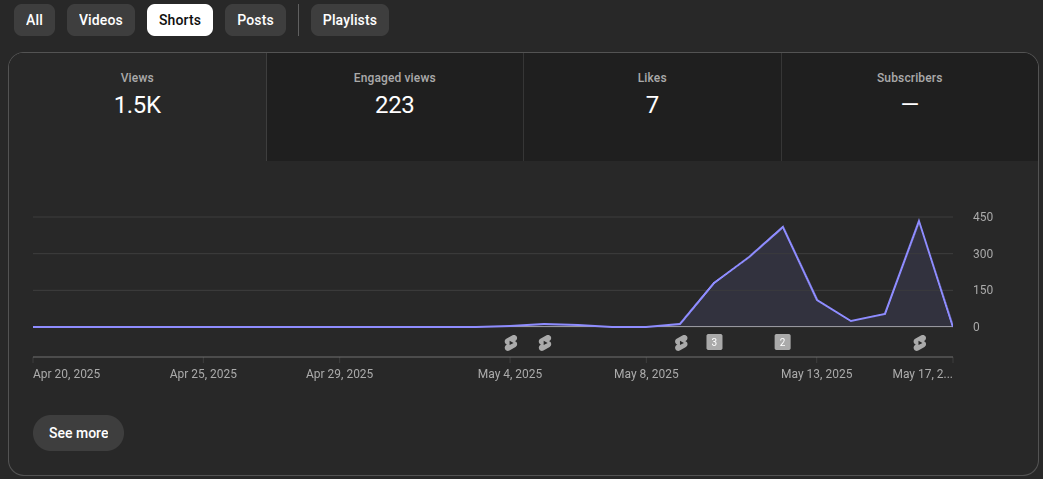 All Videos Shorts Posts Playlists
Views Engaged views Likes Subscribers
1.5K 223 7 —
450
300
150
0
3 2
Apr 20, 2025 Apr 25, 2025 Apr 29, 2025 May 4, 2025 May 8, 2025 May 13, 2025 May 17, 2...
See more